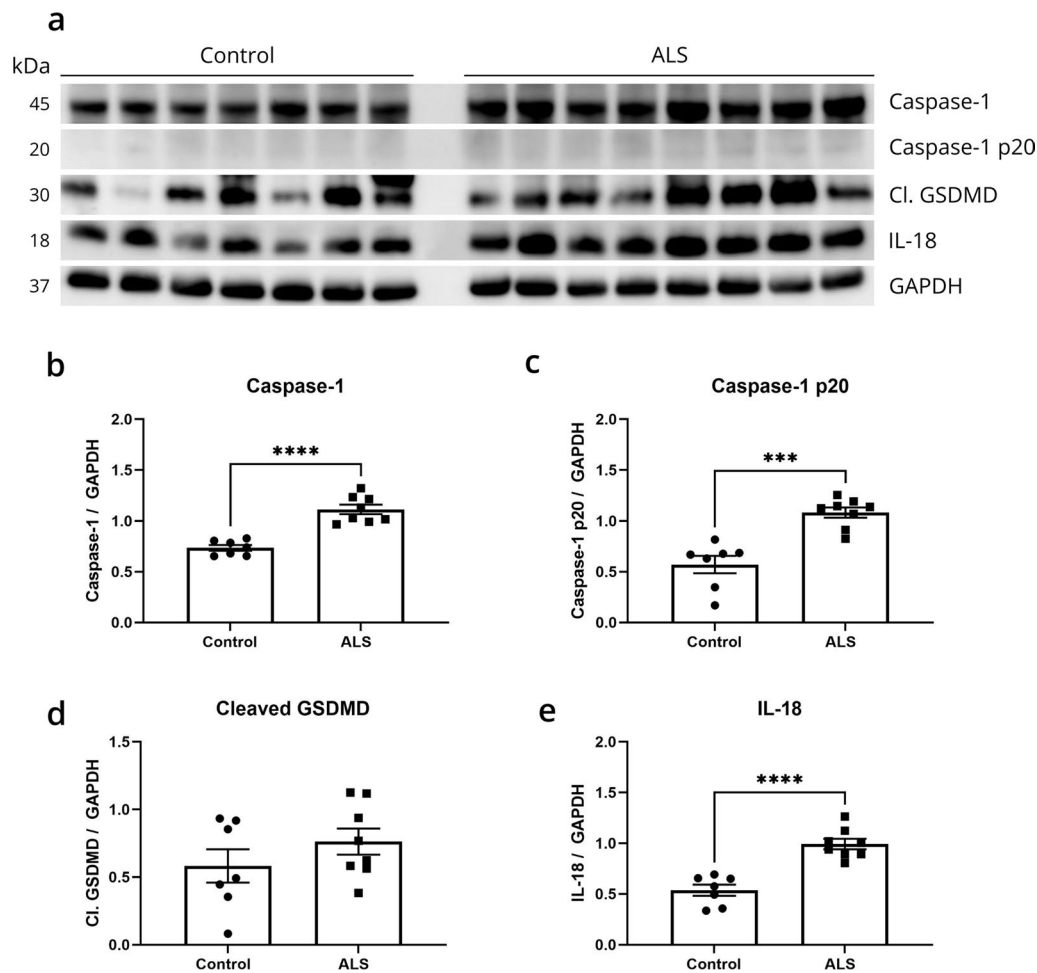 a
Control
ALS
kDa
45
Caspase-1
20
Caspase-1 p20
30
Cl. GSDMD
18
IL-18
37
GAPDH
b
Caspase-1
Caspase-1 / GAPDH
2.0
1.5
1.0
0.5
0.0
****
Control
ALS
c
Caspase-1 p20
Caspase-1 p20 / GAPDH
2.0
1.5
1.0
0.5
0.0
***
Control
ALS
d
Cleaved GSDMD
Cl. GSDMD / GAPDH
1.5
1.0
0.5
0.0
Control
ALS
e
IL-18
IL-18 / GAPDH
2.0
1.5
1.0
0.5
0.0
****
Control
ALS